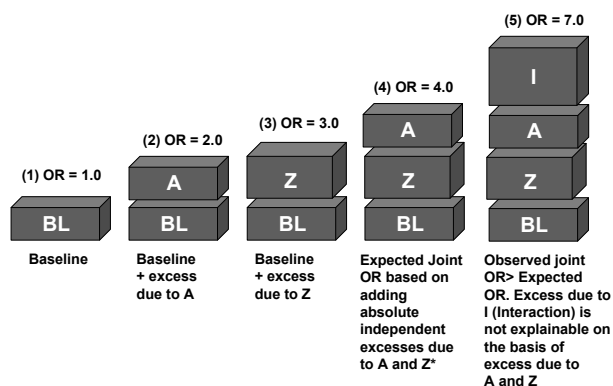 (5) OR = 7.0
I
(4) OR = 4.0
A
A
(3) OR = 3.0
(2) OR = 2.0
Z
Z
Z
A
(1) OR = 1.0
BL
BL
BL
BL
BL
Baseline
Baseline
+ excess
due to A
Baseline
+ excess
due to Z
Expected Joint
OR based on
adding
absolute
independent
excesses due
to A and Z*
Observed joint
OR> Expected
OR. Excess due to
I (Interaction) is
not explainable on
the basis of
excess due to
A and Z